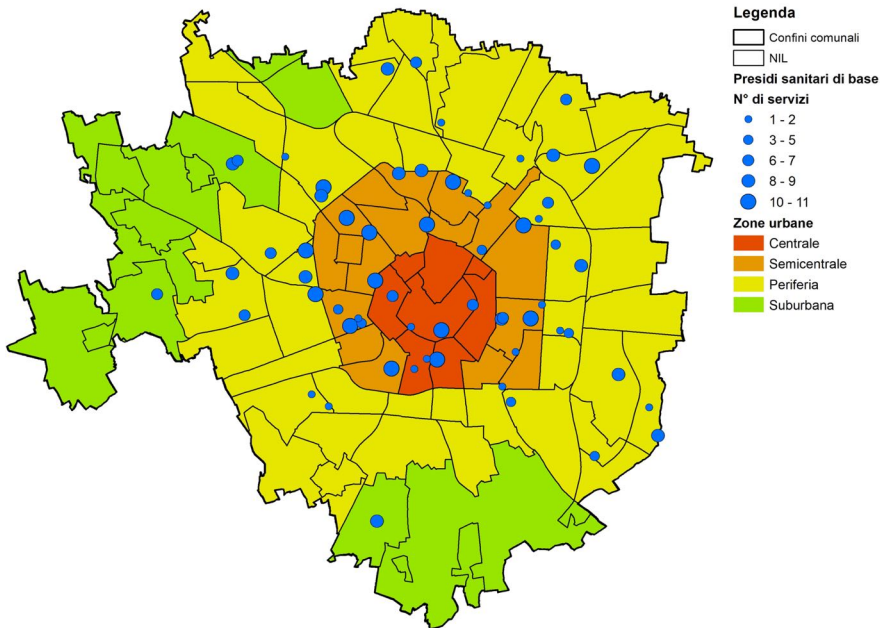 Legenda
Confini comunali
NIL
Presidi sanitari di base
N° di servizi
1 - 2
3 - 5
6 - 7
8 - 9
10 - 11
Zone urbane
Centrale
Semicentrale
Periferia
Suburbana